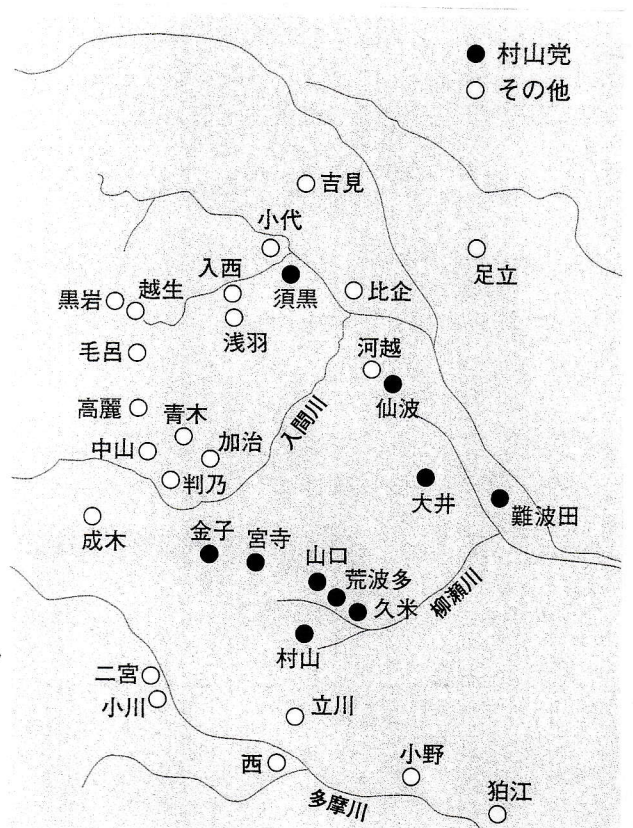 村山党
その他
吉見
小代
足立
入西
須黒
比企
黒岩
越生
浅羽
毛呂
河越
仙波
高麗
青木
入間川
中山
加治
判乃
大井
難波田
成木
金子
宮寺
山口
荒波多
久米
柳瀬川
村山
二宮
小川
立川
西
小野
多摩川
狛江